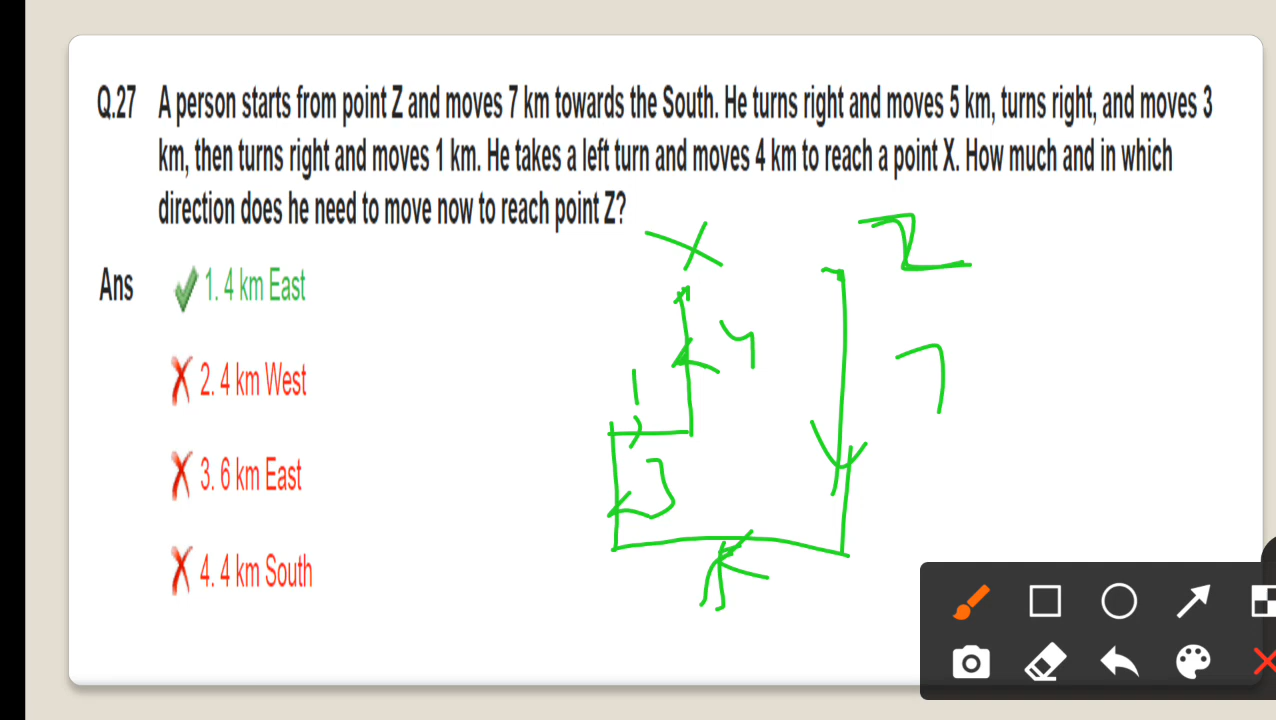 Q.27 A person starts from point Z and moves 7 km towards the South. He turns right and moves 5 km, turns right, and moves 3
km, then turns right and moves 1 km. He takes a left turn and moves 4 km to reach a point X. How much and in which
direction does he need to move now to reach point Z?
Ans 1. 4 km East
2. 4 km West
3. 6 km East
4. 4 km South
X Z
4 7
1
3
5